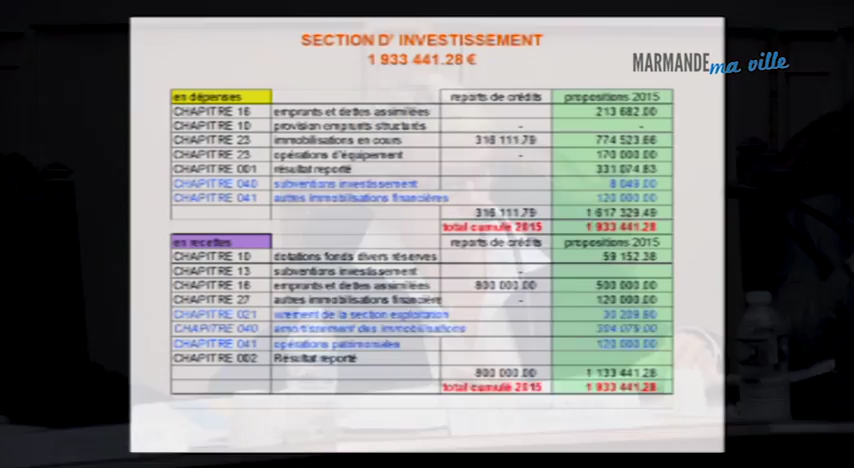 SECTION D' INVESTISSEMENT
1 933 441.28 €
MARMANDE ma ville
en dépenses reports de crédits propositions 2015
CHAPITRE 16 emprunts et dettes assimilées 213 682.00
CHAPITRE 10 provision emprunts structurés - -
CHAPITRE 23 immobilisations en cours 316 111.79 774 523.66
CHAPITRE 23 opérations d'équipement - 170 000.00
CHAPITRE 001 résultat reporté 331 074.83
CHAPITRE 040 subventions investissement 8 049.00
CHAPITRE 041 autres immobilisations financières 120 000.00
316 111.79 1 617 329.49
total cumulé 2015 1 933 441.28
en recettes reports de crédits propositions 2015
CHAPITRE 10 dotations fonds divers réserves 59 152.38
CHAPITRE 13 subventions investissement -
CHAPITRE 16 emprunts et dettes assimilées 800 000.00 500 000.00
CHAPITRE 27 autres immobilisations financière - 120 000.00
CHAPITRE 021 virement de la section exploitation 30 209.90
CHAPITRE 040 amortissement des immobilisations 304 079.00
CHAPITRE 041 opérations patrimoniales 120 000.00
CHAPITRE 002 Résultat reporté
800 000.00 1 133 441.28
total cumulé 2015 1 933 441.28